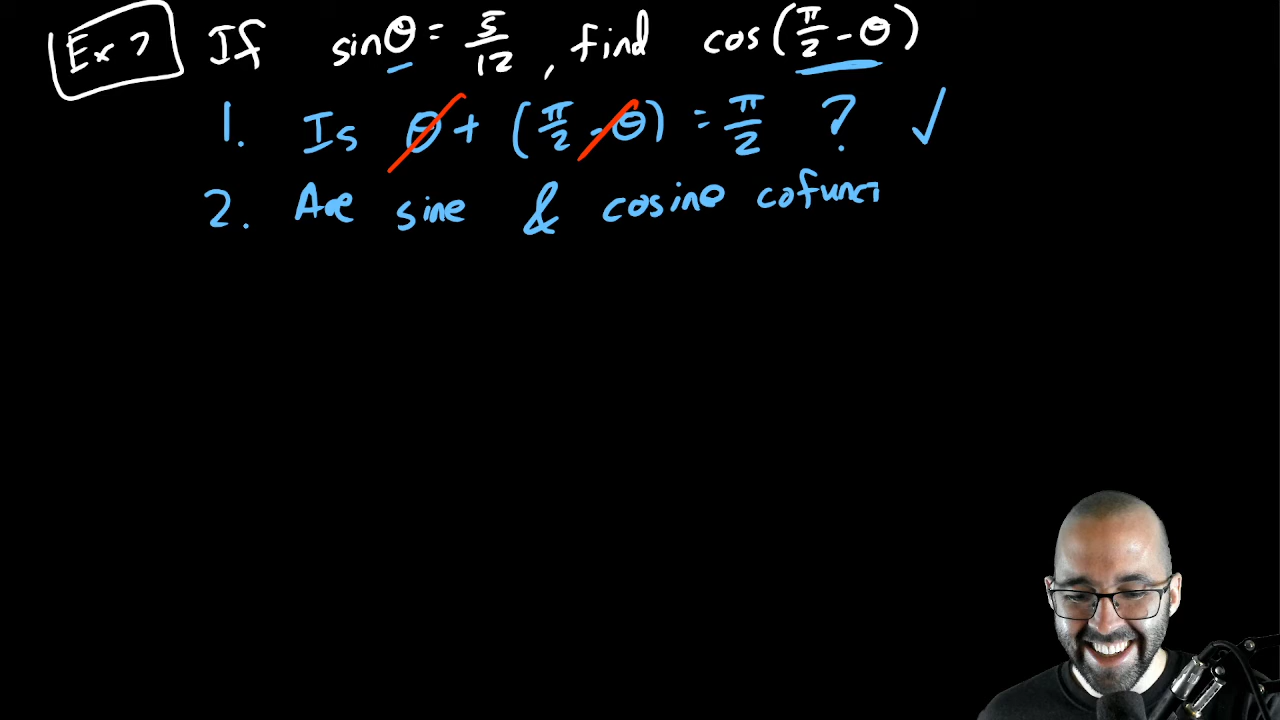 Ex 7 If sinθ = 5/12, find cos(π/2 - θ)
1. Is θ + (π/2 - θ) = π/2 ? ✓
2. Are sine & cosine cofunct